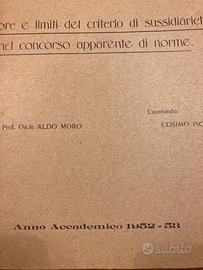 ore e limiti del criterio di sussidiariet
nel concorso apparente di norme.
Laureando:
Prof. On.le ALDO MORO
COSIMO PIC
Anno Accademico 1952-53
subito